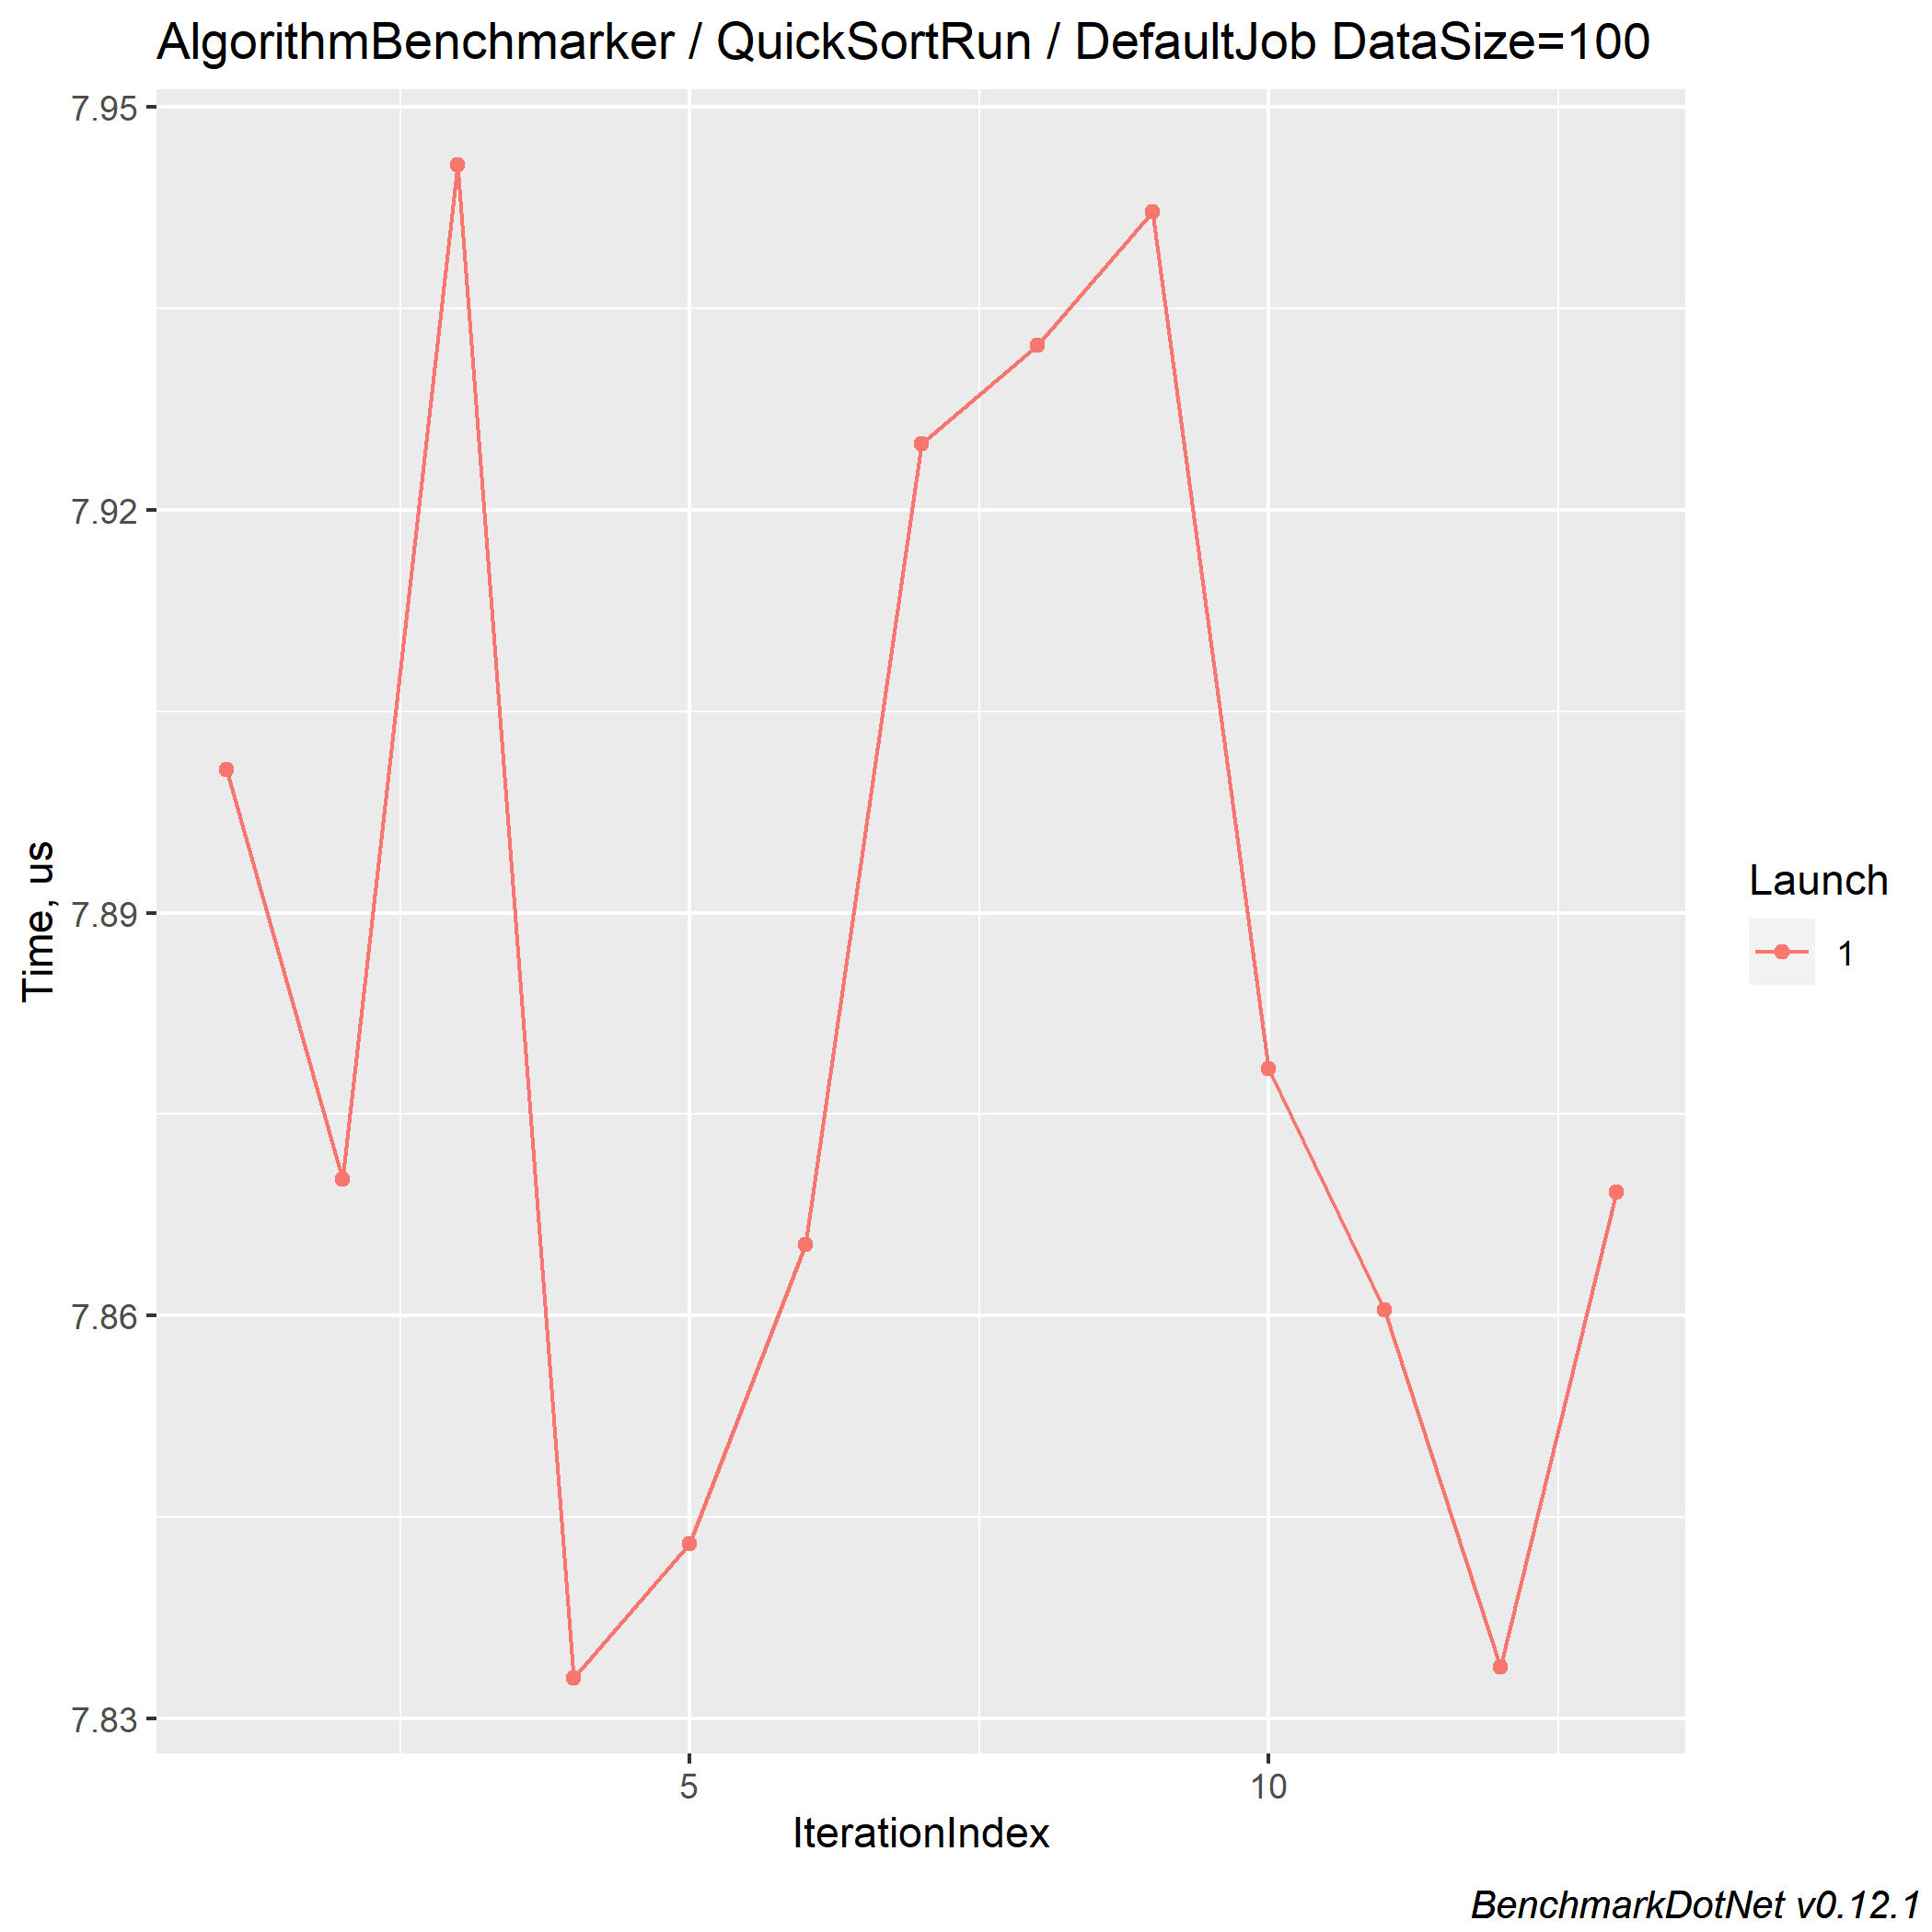 AlgorithmBenchmarker / QuickSortRun / DefaultJob DataSize=100
7.95
7.92
7.89
7.86
7.83
Time, us
5
10
IterationIndex
Launch
1
BenchmarkDotNet v0.12.1